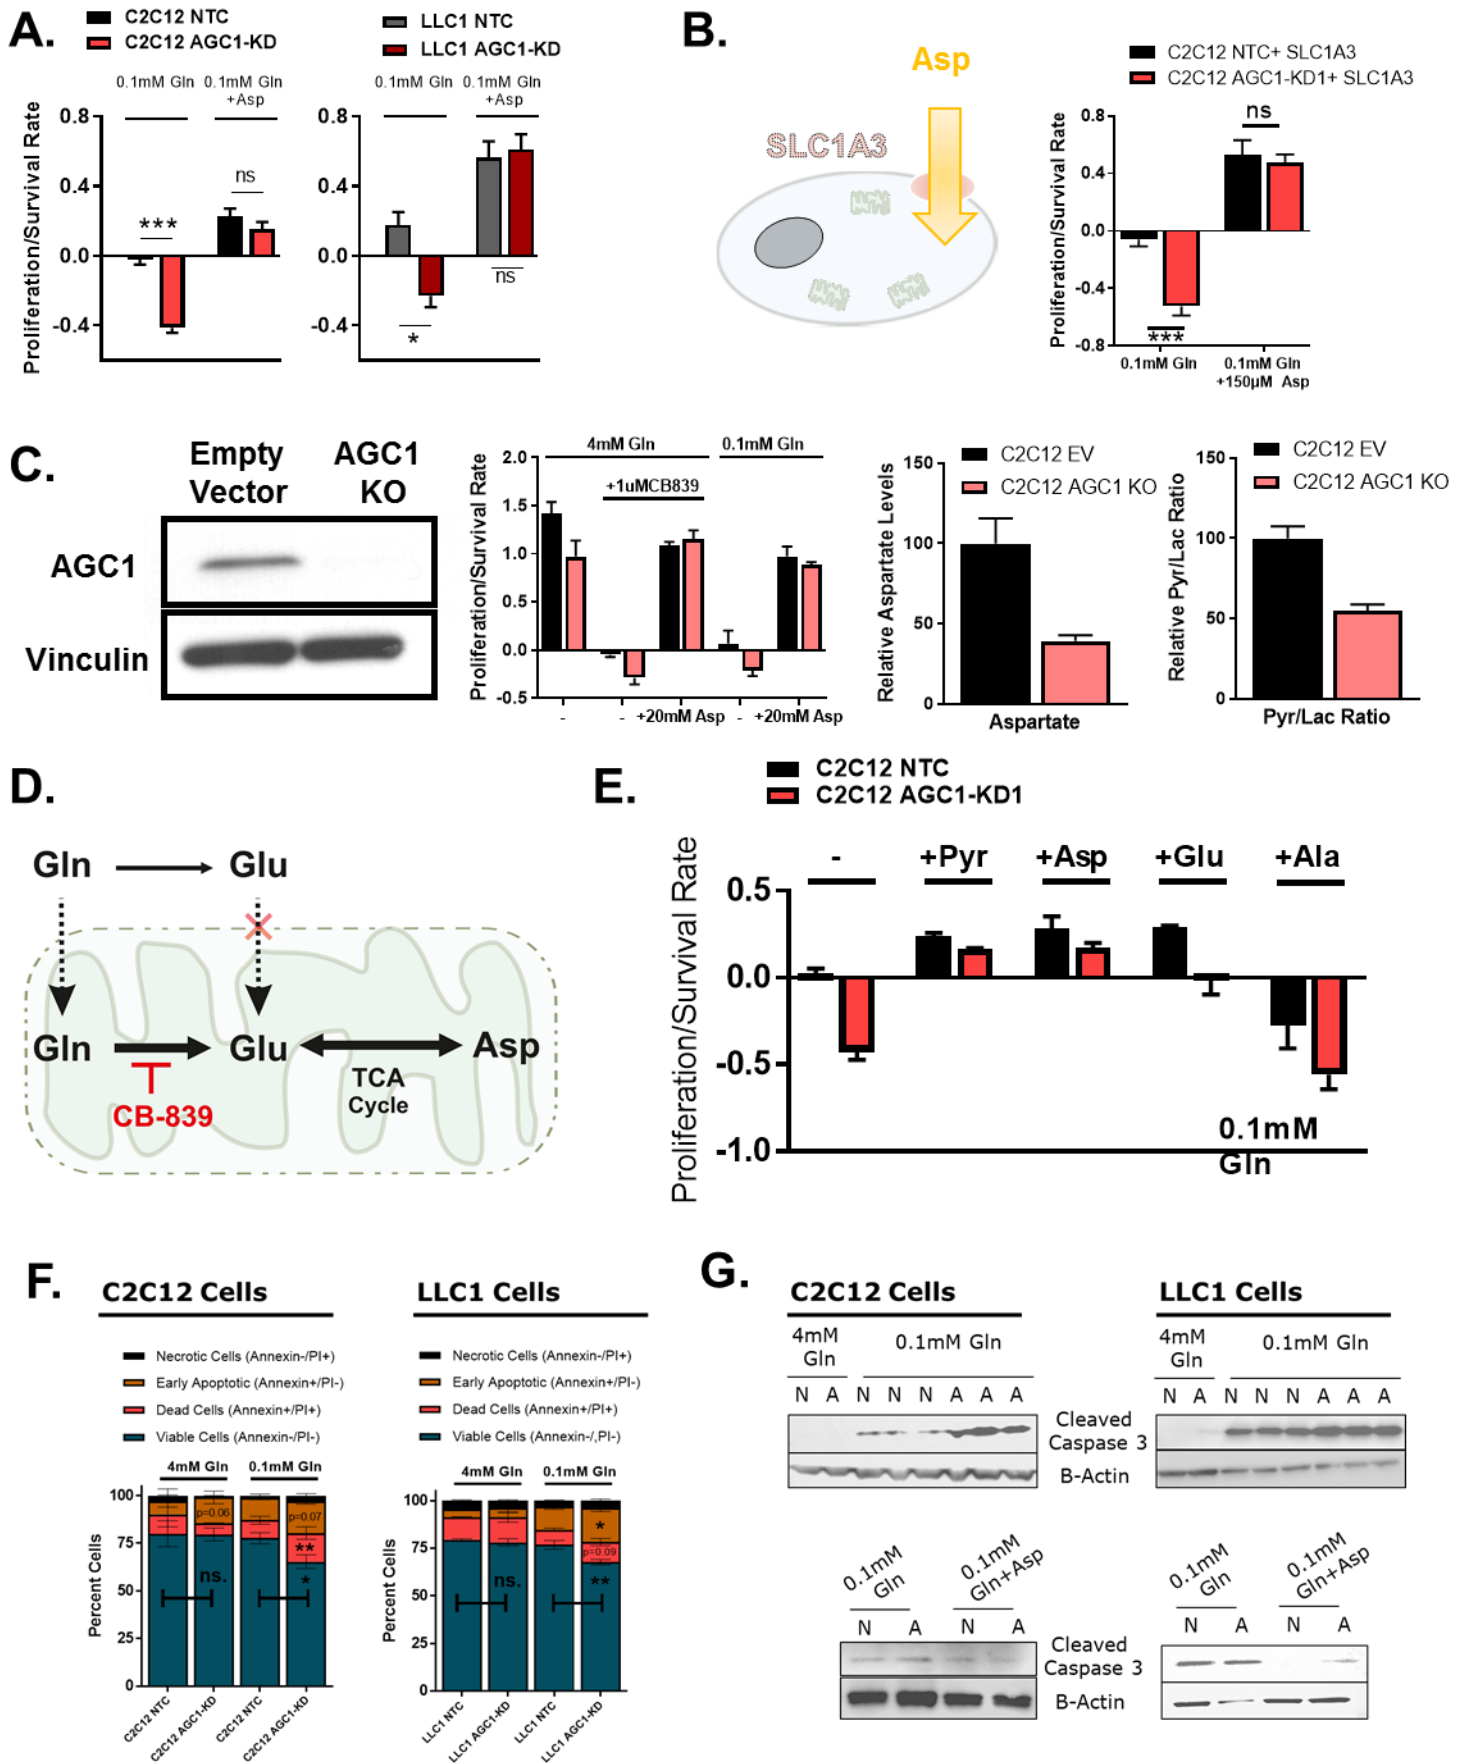 A.
C2C12 NTC
C2C12 AGC1-KD
0.1mM Gln
0.1mM Gln
+Asp
Proliferation/Survival Rate
0.8
0.4
0.0
-0.4
***
ns
LLC1 NTC
LLC1 AGC1-KD
0.1mM Gln
0.1mM Gln
+Asp
0.8
0.4
0.0
-0.4
*
ns
B.
Asp
SLC1A3
C2C12 NTC+ SLC1A3
C2C12 AGC1-KD1+ SLC1A3
Proliferation/Survival Rate
0.8
0.4
0.0
-0.4
-0.8
ns
***
0.1mM Gln
0.1mM Gln
+150µM Asp
C.
Empty
Vector
AGC1
KO
AGC1
Vinculin
Proliferation/Survival Rate
4mM Gln
0.1mM Gln
+1uMCB839
2.0
1.5
1.0
0.5
0.0
-0.5
-
-
+20mM Asp
-
+20mM Asp
C2C12 EV
C2C12 AGC1 KO
Relative Aspartate Levels
150
100
50
0
Aspartate
C2C12 EV
C2C12 AGC1 KO
Relative Pyr/Lac Ratio
150
100
50
0
Pyr/Lac Ratio
D.
Gln
Glu
Gln
Glu
Asp
TCA
Cycle
CB-839
E.
C2C12 NTC
C2C12 AGC1-KD1
Proliferation/Survival Rate
-
+Pyr
+Asp
+Glu
+Ala
0.5
0.0
-0.5
-1.0
0.1mM
Gln
F.
C2C12 Cells
Necrotic Cells (Annexin-/PI+)
Early Apoptotic (Annexin+/PI-)
Dead Cells (Annexin+/PI+)
Viable Cells (Annexin-/PI-)
4mM Gln
0.1mM Gln
Percent Cells
100
75
50
25
0
p=0.06
p=0.07
**
ns.
*
C2C12 NTC
C2C12 AGC1-KD
C2C12 NTC
C2C12 AGC1-KD
LLC1 Cells
Necrotic Cells (Annexin-/PI+)
Early Apoptotic (Annexin+/PI-)
Dead Cells (Annexin+/PI+)
Viable Cells (Annexin-/,PI-)
4mM Gln
0.1mM Gln
Percent Cells
100
75
50
25
0
*
p=0.09
ns.
**
LLC1 NTC
LLC1 AGC1-KD
LLC1 NTC
LLC1 AGC1-KD
G.
C2C12 Cells
4mM
Gln
0.1mM Gln
N A N N N A A A
LLC1 Cells
4mM
Gln
0.1mM Gln
N A N N N A A A
Cleaved
Caspase 3
B-Actin
0.1mM
Gln
0.1mM
Gln+Asp
N A N A
0.1mM
Gln
0.1mM
Gln+Asp
N A N A
Cleaved
Caspase 3
B-Actin